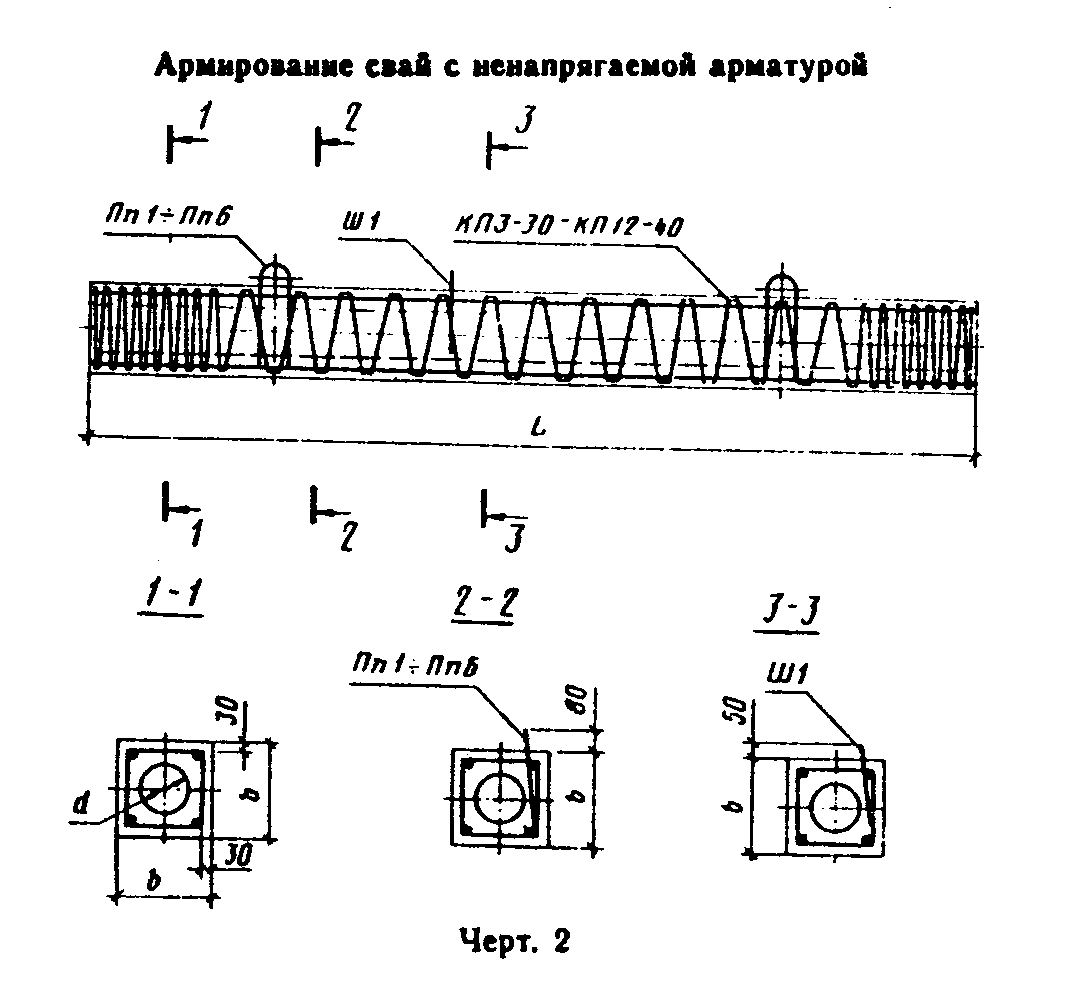 Армирование свай с ненапрягаемой арматурой
1 2 3
Пп1÷Пп6 Ш1 КП3-30-КП12-40
L
1 2 3
1-1 2-2 3-3
Пп1÷Пп6 Ш1
30 80 50
d b b b
30
b
Черт. 2